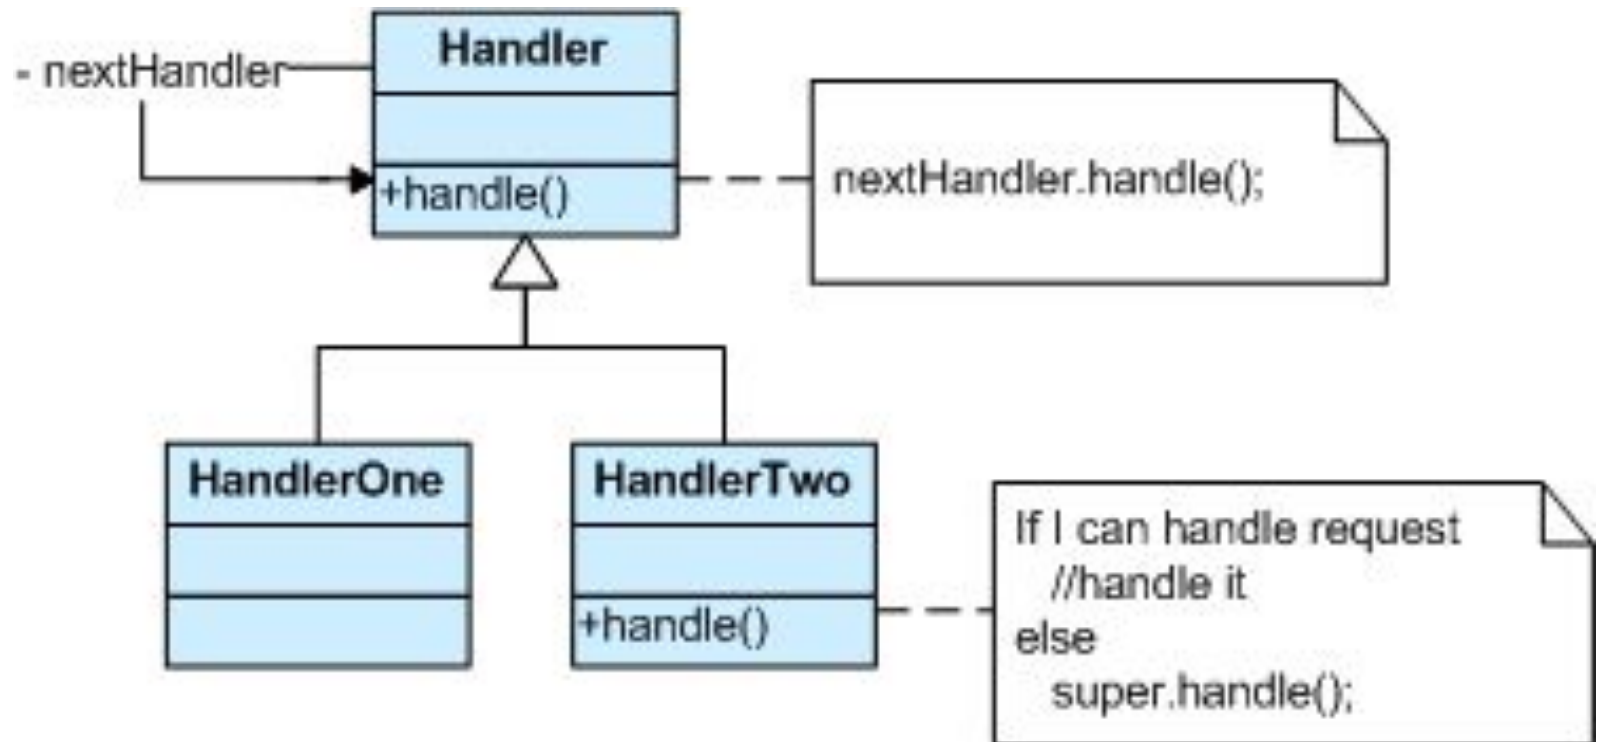 Handler
- nextHandler
+handle()
nextHandler.handle();
HandlerOne
HandlerTwo
+handle()
If I can handle request
//handle it
else
super.handle();